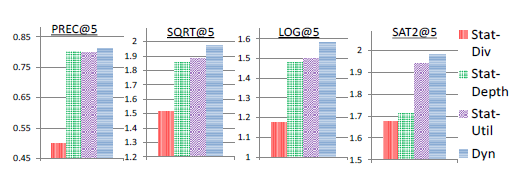 PREC@5
0.85
0.75
0.65
0.55
0.45
SQRT@5
2
1.9
1.8
1.7
1.6
1.5
1.4
1.3
1.2
LOG@5
1.6
1.5
1.4
1.3
1.2
1.1
1
SAT2@5
2
1.9
1.8
1.7
1.6
1.5
Stat-
Div
Stat-
Depth
Stat-
Util
Dyn